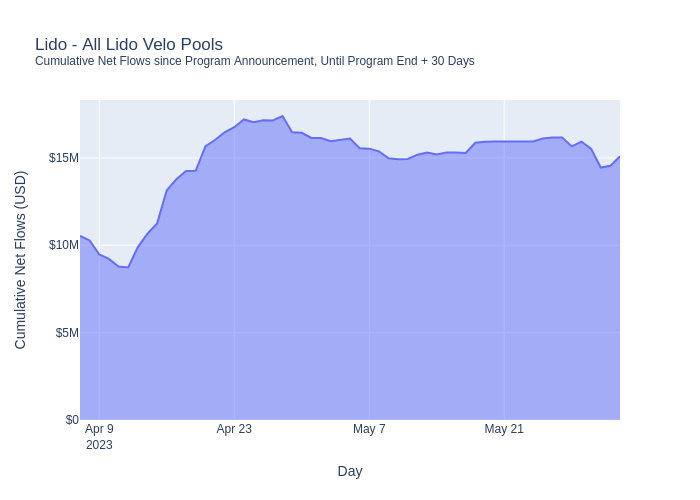 Lido - All Lido Velo Pools
Cumulative Net Flows since Program Announcement, Until Program End + 30 Days
Cumulative Net Flows (USD)
$15M
$10M
$5M
$0
Apr 9
2023
Apr 23
May 7
May 21
Day